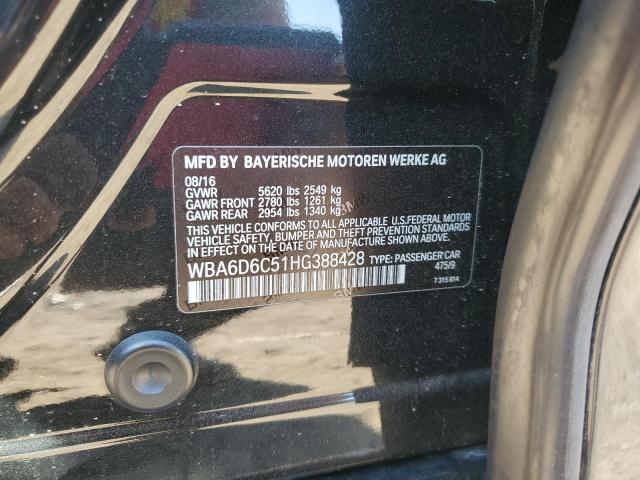 MFD BY BAYERISCHE MOTOREN WERKE AG
08/16
GVWR 5620 lbs 2549 kg
GAWR FRONT 2780 lbs 1261 kg
GAWR REAR 2954 lbs 1340 kg
THIS VEHICLE CONFORMS TO ALL APPLICABLE U.S.FEDERAL MOTOR
VEHICLE SAFETY, BUMPER, AND THEFT PREVENTION STANDARDS
IN EFFECT ON THE DATE OF MANUFACTURE SHOWN ABOVE.
WBA6D6C51HG388428 TYPE: PASSENGER CAR
475/9
7 315 814